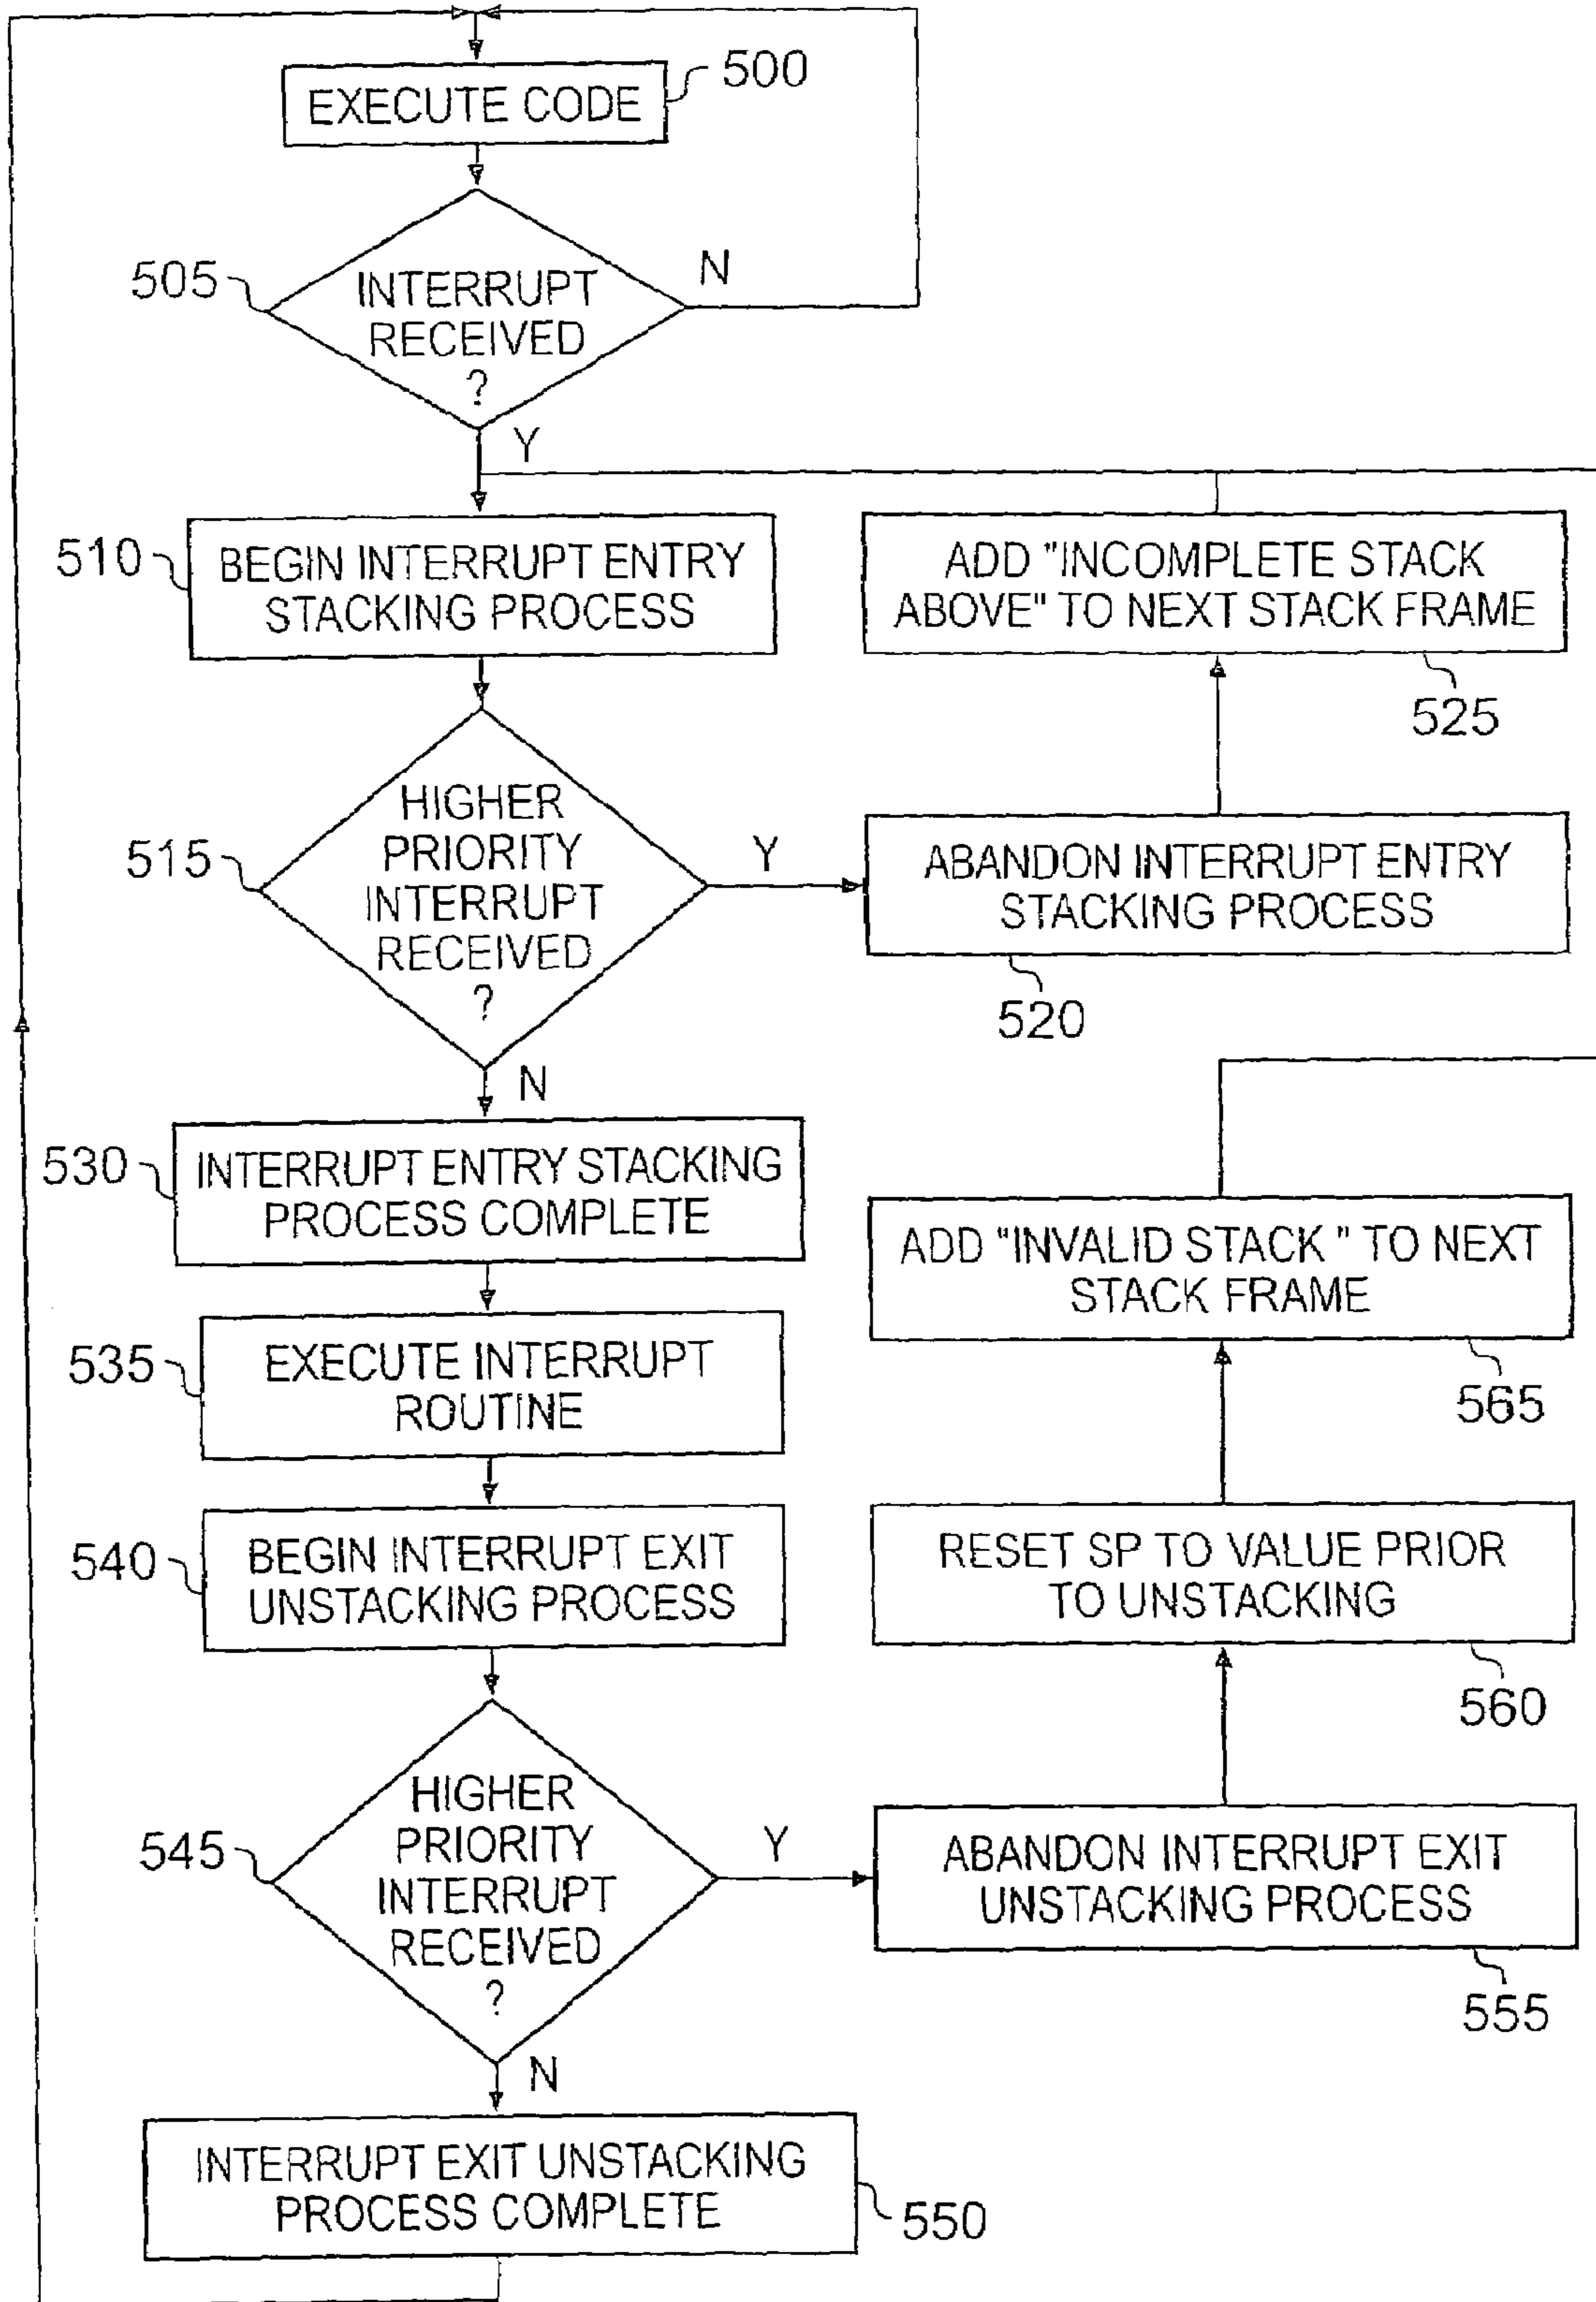 EXECUTE CODE
500
505
INTERRUPT
RECEIVED
?
N
Y
510
BEGIN INTERRUPT ENTRY
STACKING PROCESS
ADD "INCOMPLETE STACK
ABOVE" TO NEXT STACK FRAME
525
515
HIGHER
PRIORITY
INTERRUPT
RECEIVED
?
Y
ABANDON INTERRUPT ENTRY
STACKING PROCESS
520
N
530
INTERRUPT ENTRY STACKING
PROCESS COMPLETE
ADD "INVALID STACK " TO NEXT
STACK FRAME
565
535
EXECUTE INTERRUPT
ROUTINE
540
BEGIN INTERRUPT EXIT
UNSTACKING PROCESS
RESET SP TO VALUE PRIOR
TO UNSTACKING
560
545
HIGHER
PRIORITY
INTERRUPT
RECEIVED
?
Y
ABANDON INTERRUPT EXIT
UNSTACKING PROCESS
555
N
INTERRUPT EXIT UNSTACKING
PROCESS COMPLETE
550